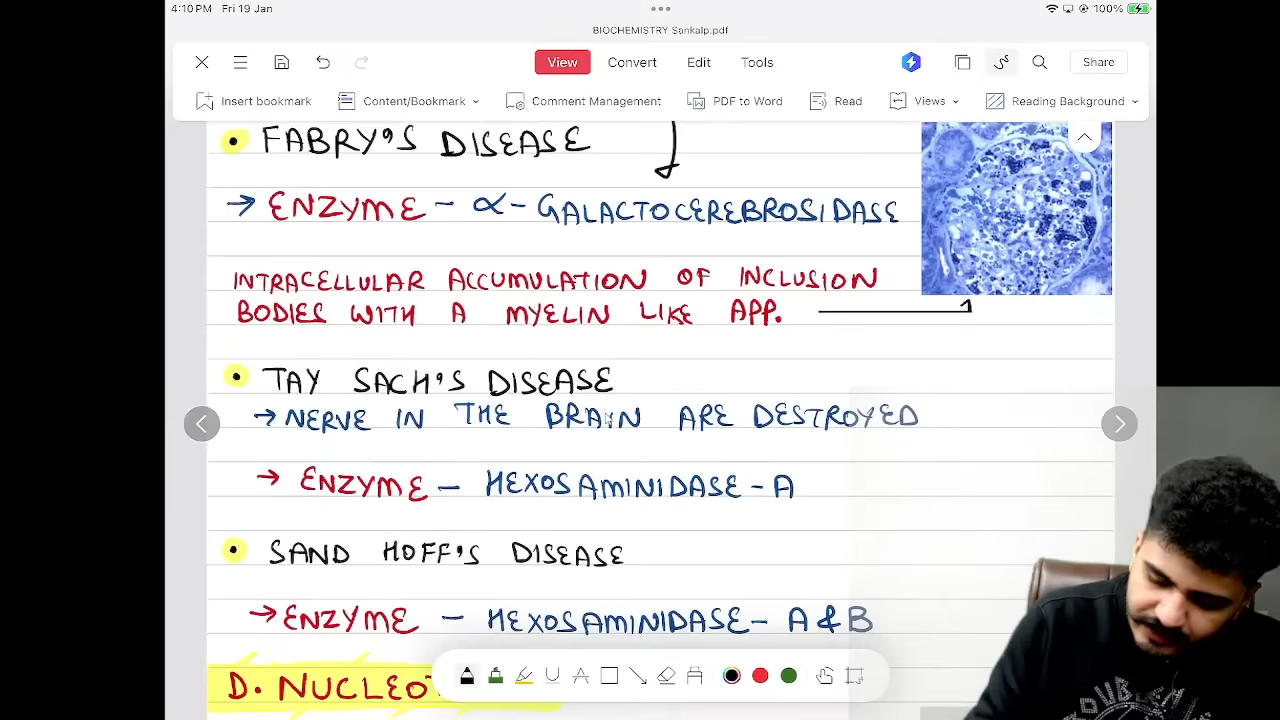 4:10 PM Fri 19 Jan
100%
BIOCHEMISTRY Sankalp.pdf
View Convert Edit Tools Share
Insert bookmark Content/Bookmark Comment Management PDF to Word Read Views Reading Background
• FABRY'S DISEASE
→ ENZYME - α-GALACTOCEREBROSIDASE
INTRACELLULAR ACCUMULATION OF INCLUSION
BODIES WITH A MYELIN LIKE APP.
• TAY SACH'S DISEASE
→ NERVE IN THE BRAIN ARE DESTROYED
→ ENZYME - HEXOSAMINIDASE-A
• SAND HOFF'S DISEASE
→ ENZYME - HEXOSAMINIDASE- A & B
D. NUCLEOT